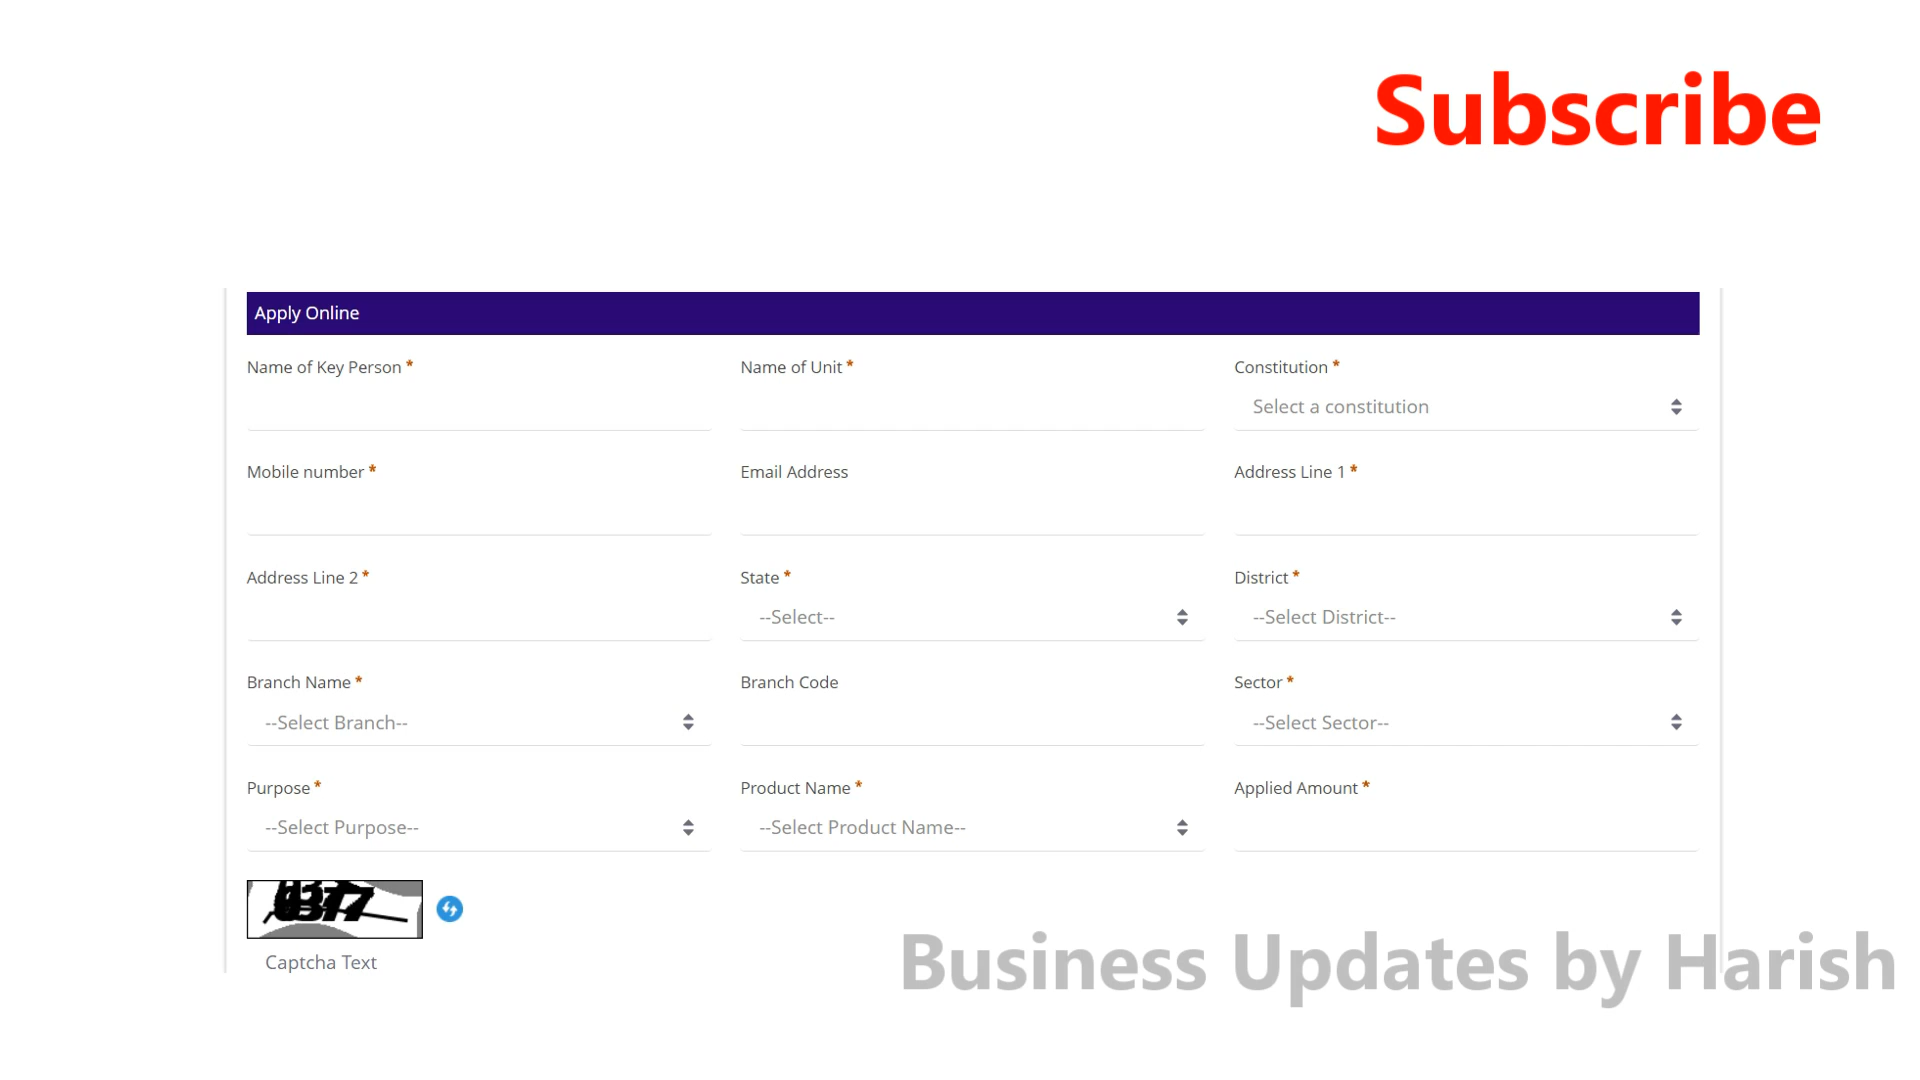 Subscribe
Apply Online
Name of Key Person *
Name of Unit *
Constitution *
Select a constitution
Mobile number *
Email Address
Address Line 1 *
Address Line 2 *
State *
--Select--
District *
--Select District--
Branch Name *
--Select Branch--
Branch Code
Sector *
--Select Sector--
Purpose *
--Select Purpose--
Product Name *
--Select Product Name--
Applied Amount *
Captcha Text
Business Updates by Harish